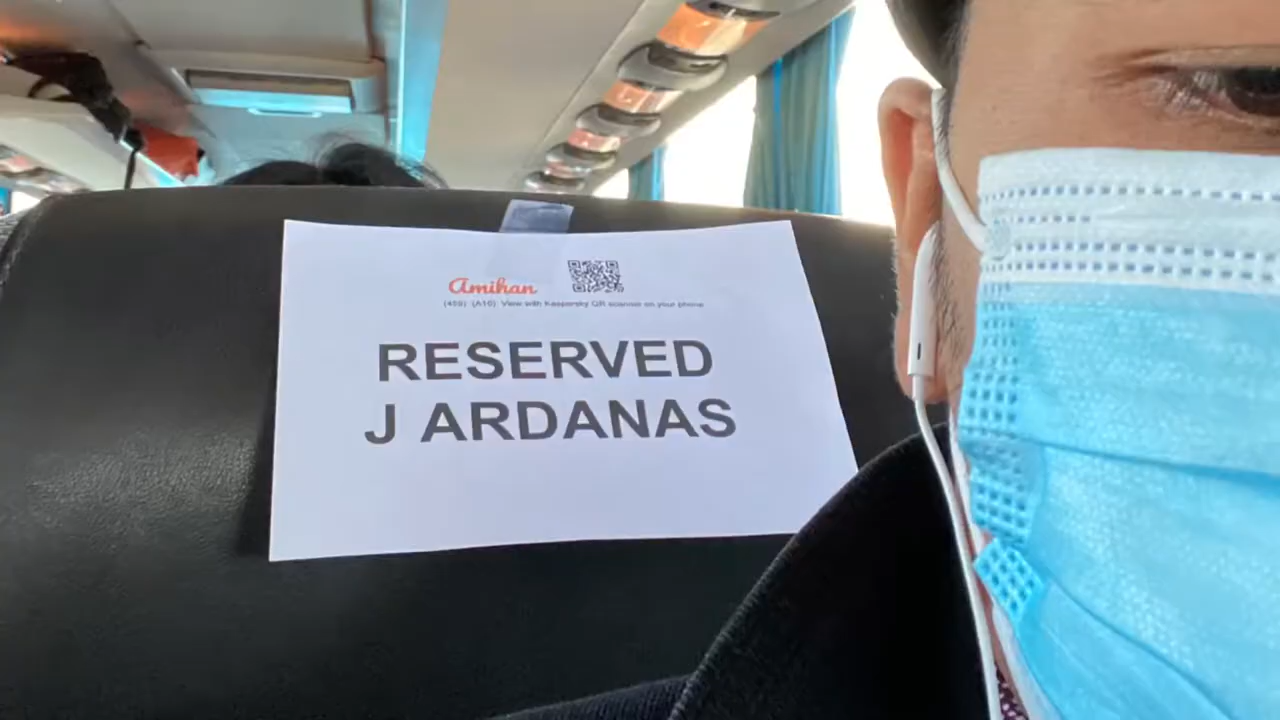 Amihan
(459) (A10) View with Kaspersky QR scanner on your phone
RESERVED
J ARDANAS